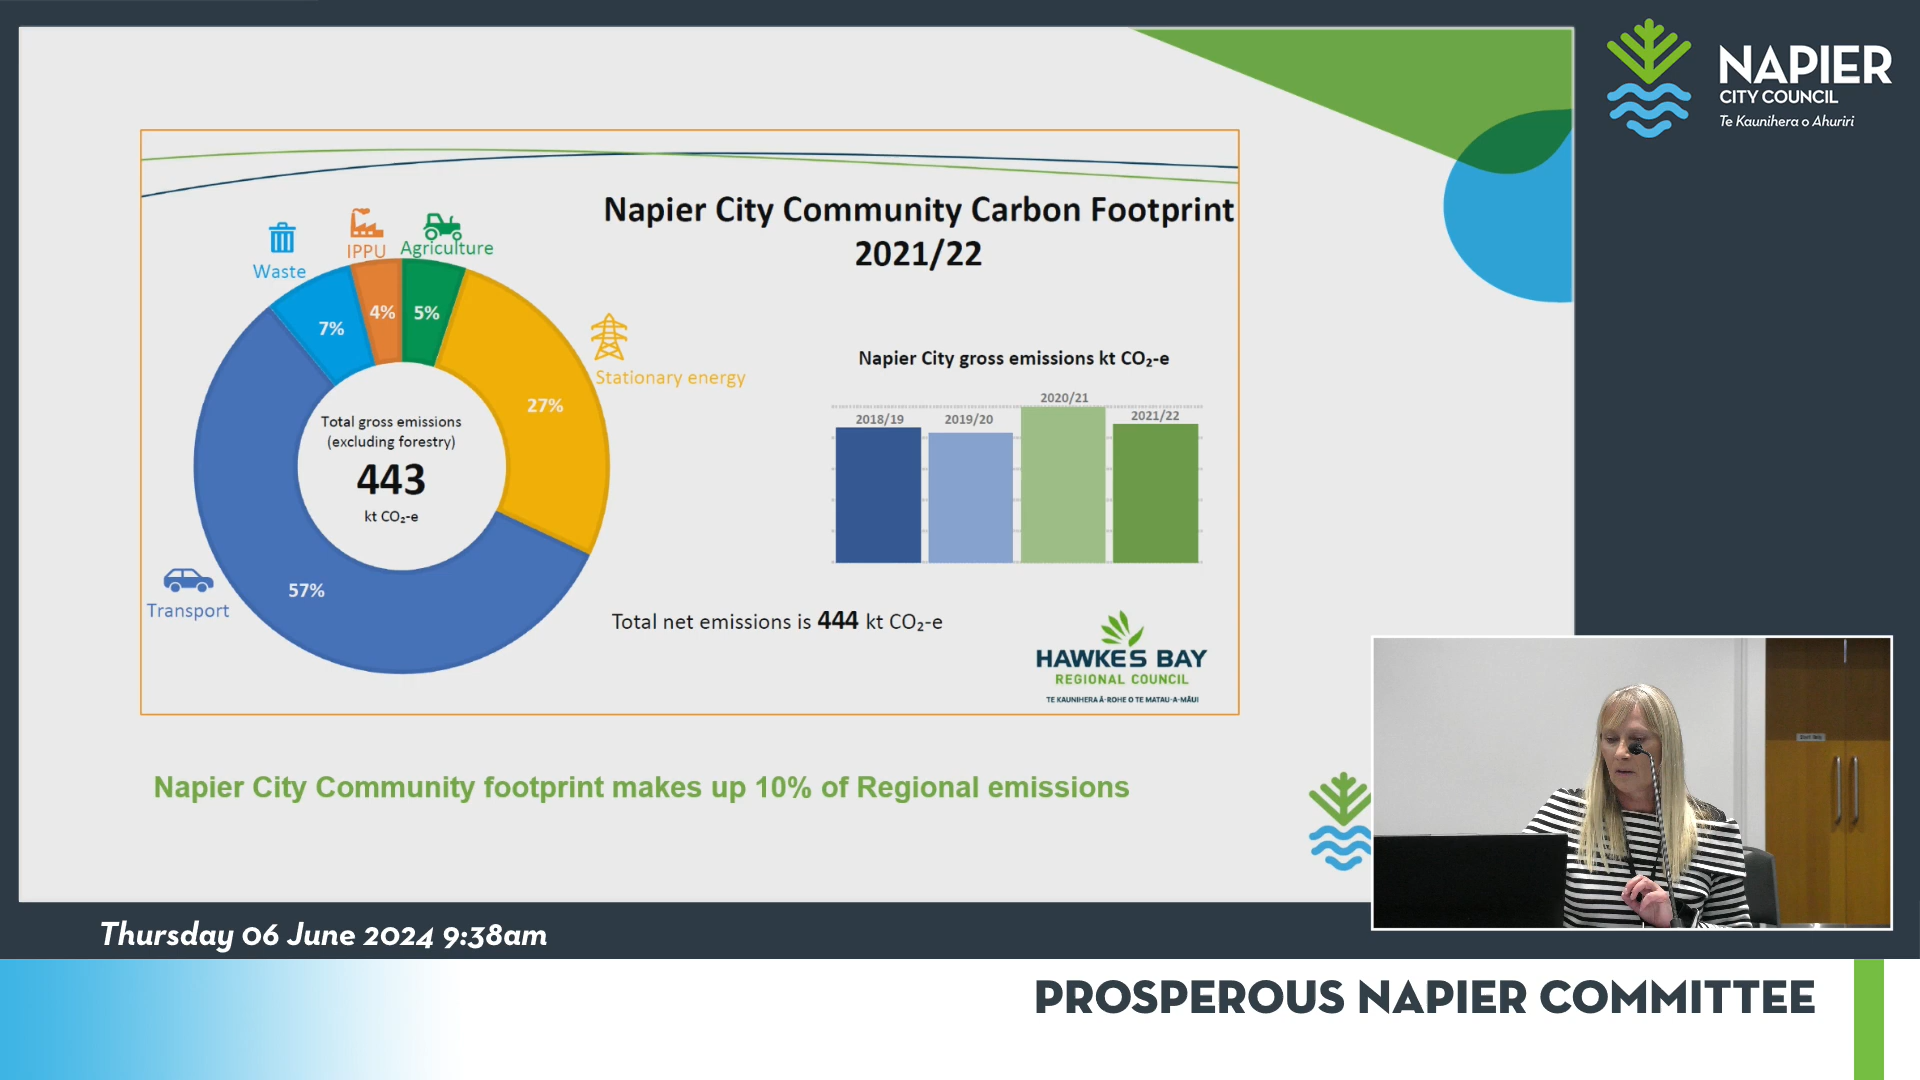 NAPIER
CITY COUNCIL
Te Kaunihera o Ahuriri
Napier City Community Carbon Footprint
2021/22
Waste
IPPU
Agriculture
7%
4%
5%
Stationary energy
27%
Total gross emissions
(excluding forestry)
443
kt CO₂-e
57%
Transport
Napier City gross emissions kt CO₂-e
2018/19
2019/20
2020/21
2021/22
Total net emissions is 444 kt CO₂-e
HAWKES BAY
REGIONAL COUNCIL
TE KAUNIHERA Ā-ROHE O TE MATAU-A-MĀUI
Napier City Community footprint makes up 10% of Regional emissions
Thursday 06 June 2024 9:38am
PROSPEROUS NAPIER COMMITTEE